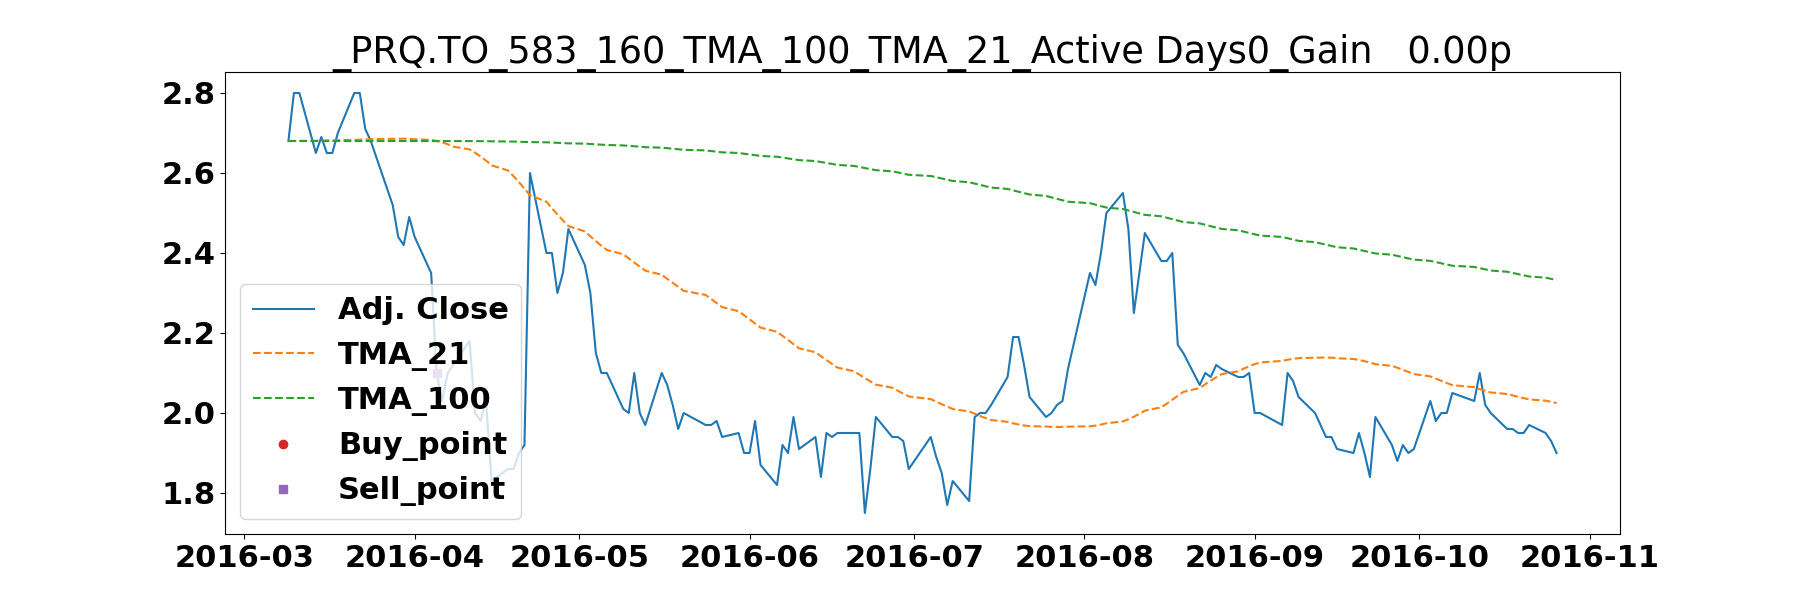 _PRQ.TO_583_160_TMA_100_TMA_21_Active Days0_Gain   0.00p
2.8
2.6
2.4
2.2
2.0
1.8
Adj. Close
TMA_21
TMA_100
Buy_point
Sell_point
2016-03 2016-04 2016-05 2016-06 2016-07 2016-08 2016-09 2016-10 2016-11